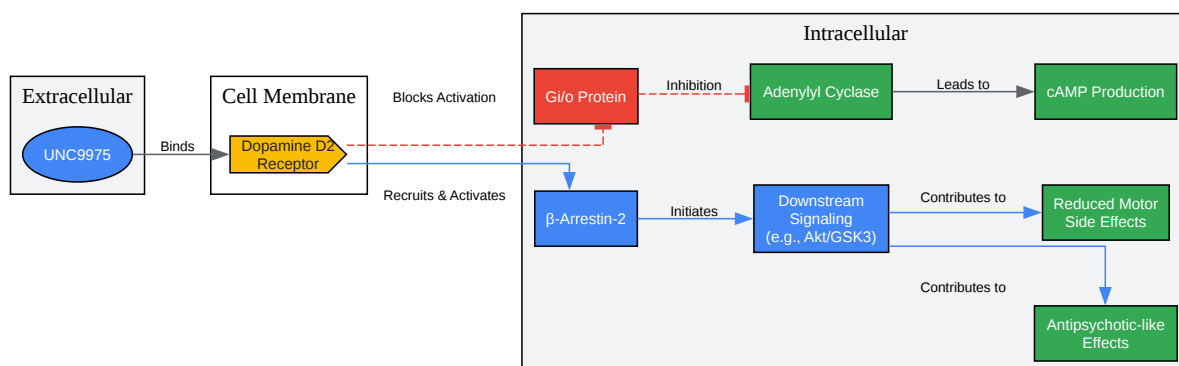 Intracellular
Extracellular
UNC9975
Binds
Cell Membrane
Dopamine D2
Receptor
Blocks Activation
Recruits & Activates
Gi/o Protein
Inhibition
Adenylyl Cyclase
Leads to
cAMP Production
β-Arrestin-2
Initiates
Downstream
Signaling
(e.g., Akt/GSK3)
Contributes to
Reduced Motor
Side Effects
Contributes to
Antipsychotic-like
Effects